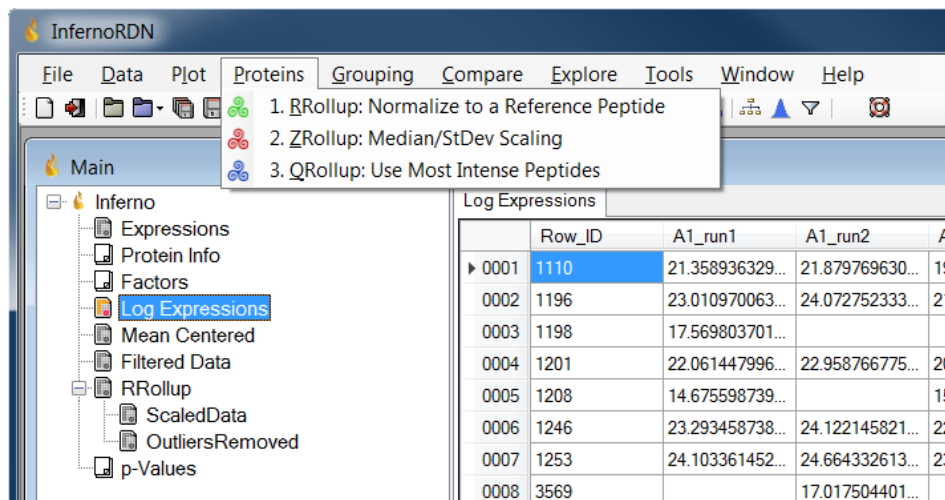 InfernoRDN
File Data Plot Proteins Grouping Compare Explore Tools Window Help
1. RRollup: Normalize to a Reference Peptide
2. ZRollup: Median/StDev Scaling
3. QRollup: Use Most Intense Peptides
Main
Inferno
Expressions
Protein Info
Factors
Log Expressions
Mean Centered
Filtered Data
RRollup
ScaledData
OutliersRemoved
p-Values
Log Expressions
Row_ID A1_run1 A1_run2
0001 1110 21.358936329... 21.879769630...
0002 1196 23.010970063... 24.072752333...
0003 1198 17.569803701...
0004 1201 22.061447996... 22.958766775...
0005 1208 14.675598739...
0006 1246 23.293458738... 24.122145821...
0007 1253 24.103361452... 24.664332613...
0008 3569 17.017504401...